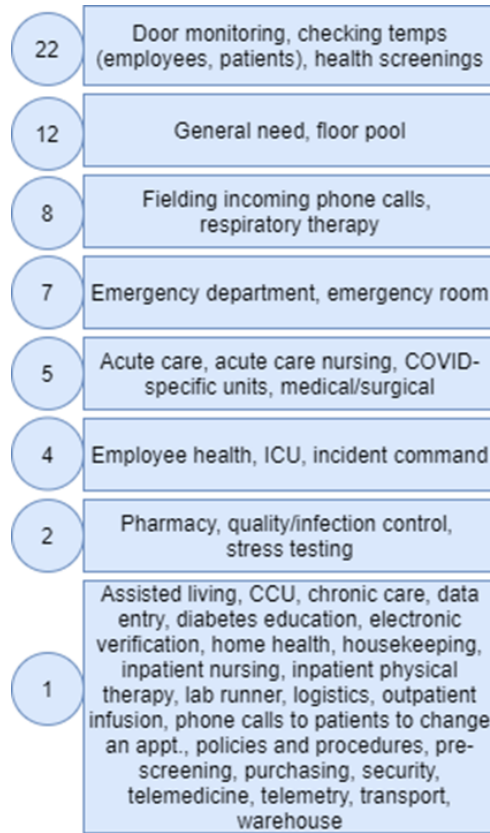 22
Door monitoring, checking temps
(employees, patients), health screenings
12
General need, floor pool
8
Fielding incoming phone calls,
respiratory therapy
7
Emergency department, emergency room
5
Acute care, acute care nursing, COVID-
specific units, medical/surgical
4
Employee health, ICU, incident command
2
Pharmacy, quality/infection control,
stress testing
1
Assisted living, CCU, chronic care, data
entry, diabetes education, electronic
verification, home health, housekeeping,
inpatient nursing, inpatient physical
therapy, lab runner, logistics, outpatient
infusion, phone calls to patients to change
an appt., policies and procedures, pre-
screening, purchasing, security,
telemedicine, telemetry, transport,
warehouse